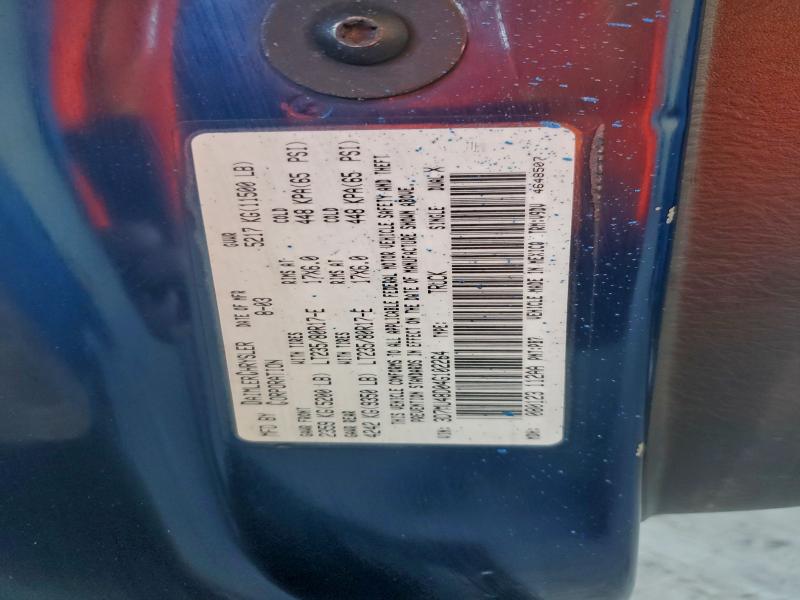 MFD BY DAIMLERCHRYSLER CORPORATION DATE OF MFR 8-03 GVWR 5217 KG(11500 LB)
GAWR FRONT WITH TIRES RIMS AT COLD
2359 KG(5200 LB) LT235/80R17-E 17X6.0 448 KPA(65 PSI)
GAWR REAR WITH TIRES RIMS AT COLD
4242 KG(9350 LB) LT235/80R17-E 17X6.0 448 KPA(65 PSI)
THIS VEHICLE CONFORMS TO ALL APPLICABLE FEDERAL MOTOR VEHICLE SAFETY AND THEFT
PREVENTION STANDARDS IN EFFECT ON THE DATE OF MANUFACTURE SHOWN ABOVE.
VIN: TYPE: TRUCK SINGLE DUAL X
MDH: VEHICLE MADE IN MEXICO 4648507